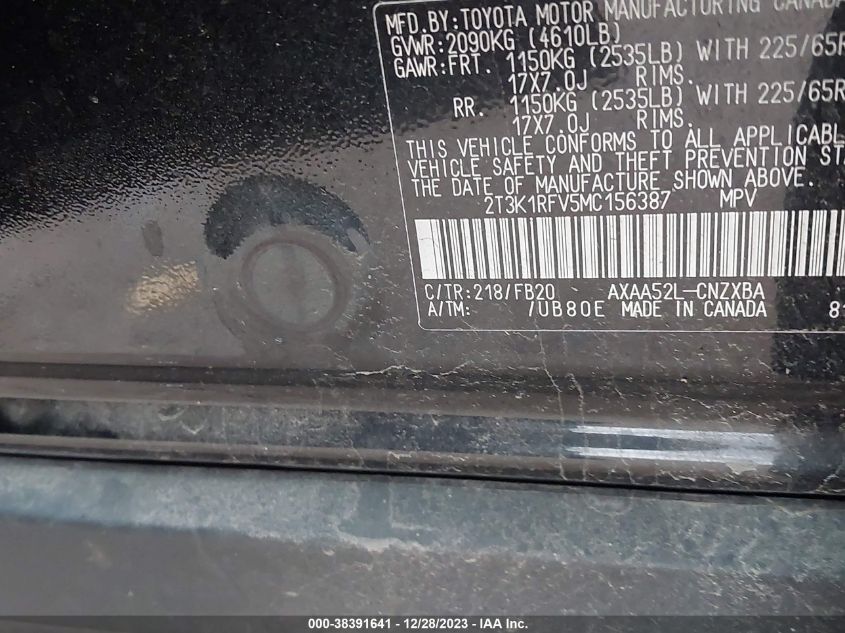 MFD.BY:TOYOTA MOTOR MANUFACTURING CANADA
GVWR:2090KG (4610LB)
GAWR:FRT. 1150KG (2535LB) WITH 225/65R
17X7.0J RIMS.
RR. 1150KG (2535LB) WITH 225/65R
17X7.0J RIMS.
THIS VEHICLE CONFORMS TO ALL APPLICABL
VEHICLE SAFETY AND THEFT PREVENTION STA
THE DATE OF MANUFACTURE SHOWN ABOVE.
2T3K1RFV5MC156387 MPV
C/TR:218/FB20 AXAA52L-CNZXBA
A/TM: /UB80E MADE IN CANADA 81
000-38391641 - 12/28/2023 - IAA Inc.